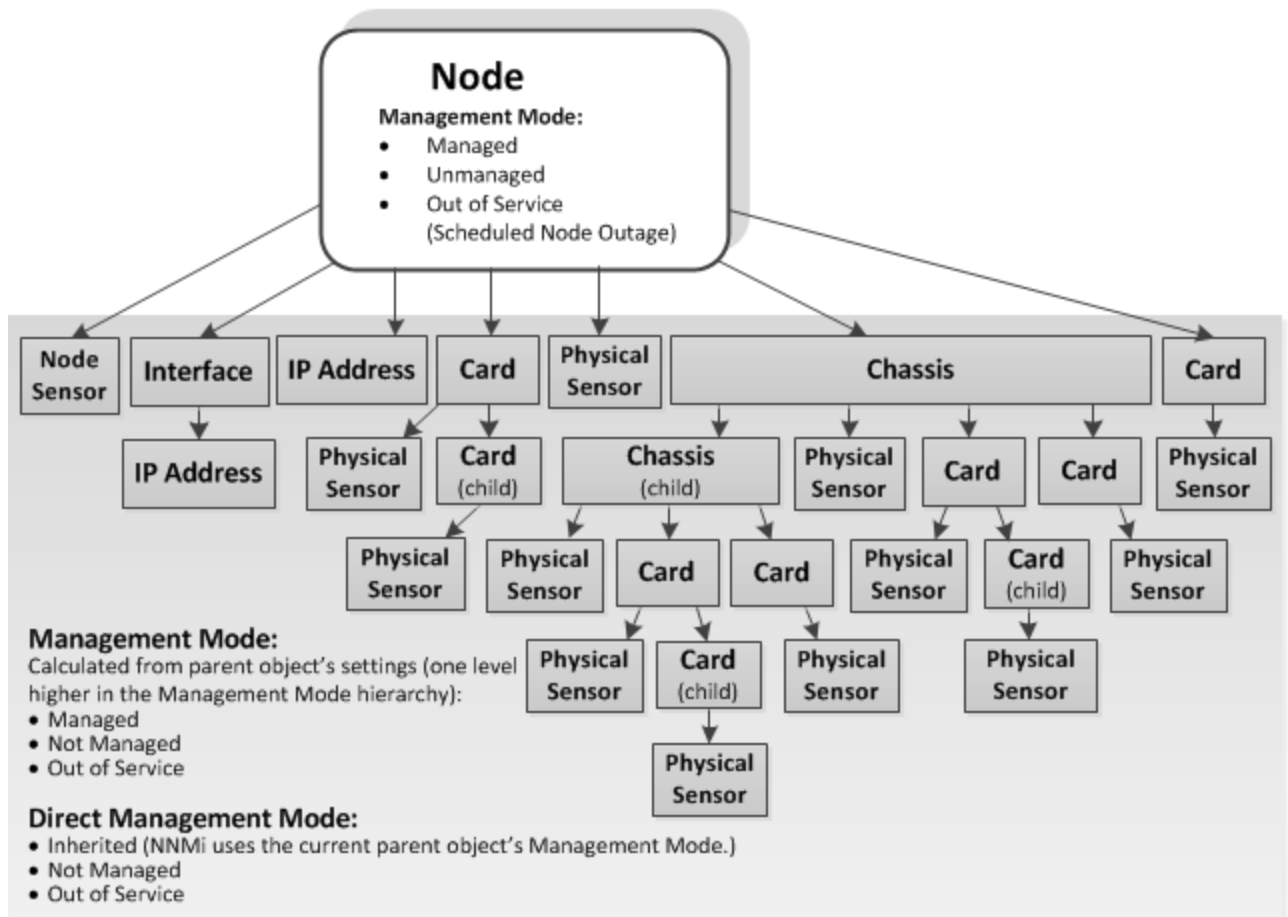 Node
Management Mode:
• Managed
• Unmanaged
• Out of Service
(Scheduled Node Outage)
Node
Sensor
Interface
IP Address
Card
Physical
Sensor
Chassis
Card
IP Address
Physical
Sensor
Card
(child)
Chassis
(child)
Physical
Sensor
Card
Card
Physical
Sensor
Physical
Sensor
Physical
Sensor
Card
Card
Physical
Sensor
Card
(child)
Physical
Sensor
Physical
Sensor
Card
(child)
Physical
Sensor
Physical
Sensor
Physical
Sensor
Management Mode:
Calculated from parent object's settings (one level
higher in the Management Mode hierarchy):
• Managed
• Not Managed
• Out of Service
Direct Management Mode:
• Inherited (NNMi uses the current parent object's Management Mode.)
• Not Managed
• Out of Service